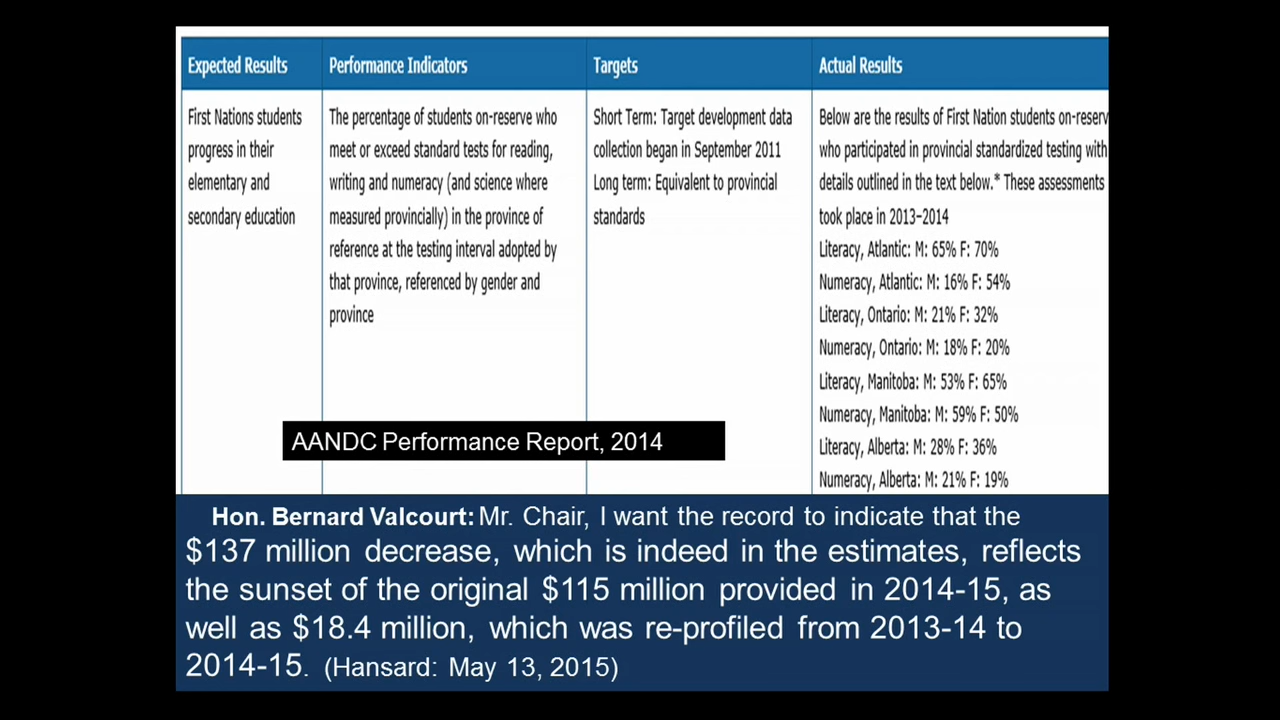 Expected Results
Performance Indicators
Targets
Actual Results
First Nations students
progress in their
elementary and
secondary education
The percentage of students on-reserve who
meet or exceed standard tests for reading,
writing and numeracy (and science where
measured provincially) in the province of
reference at the testing interval adopted by
that province, referenced by gender and
province
Short Term: Target development data
collection began in September 2011
Long term: Equivalent to provincial
standards
Below are the results of First Nation students on-reserv
who participated in provincial standardized testing with
details outlined in the text below.* These assessments
took place in 2013–2014
Literacy, Atlantic: M: 65% F: 70%
Numeracy, Atlantic: M: 16% F: 54%
Literacy, Ontario: M: 21% F: 32%
Numeracy, Ontario: M: 18% F: 20%
Literacy, Manitoba: M: 53% F: 65%
Numeracy, Manitoba: M: 59% F: 50%
Literacy, Alberta: M: 28% F: 36%
Numeracy, Alberta: M: 21% F: 19%
AANDC Performance Report, 2014
Hon. Bernard Valcourt: Mr. Chair, I want the record to indicate that the
$137 million decrease, which is indeed in the estimates, reflects
the sunset of the original $115 million provided in 2014-15, as
well as $18.4 million, which was re-profiled from 2013-14 to
2014-15. (Hansard: May 13, 2015)